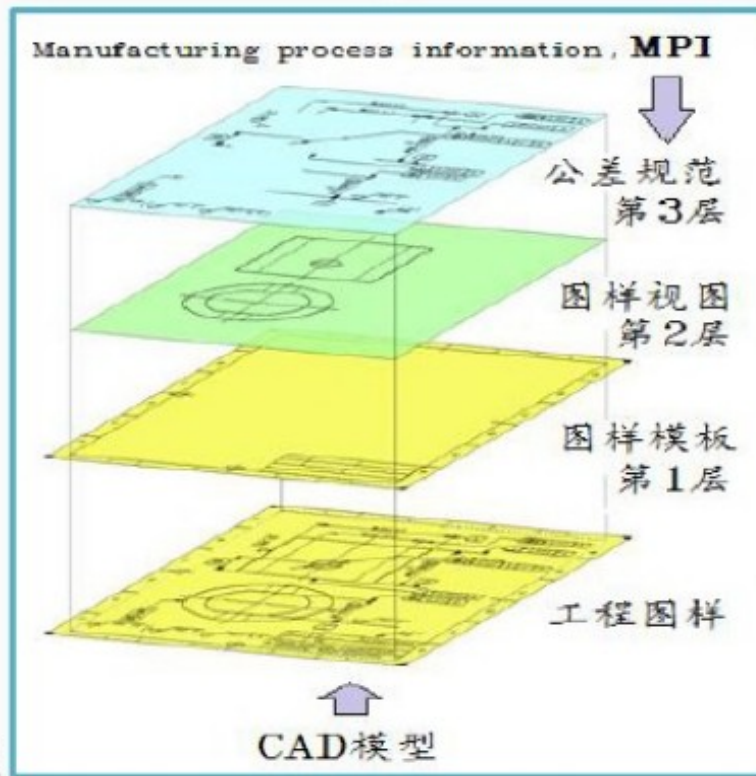 Manufacturing process information, MPI
公差规范
第3层
图样视图
第2层
图样模板
第1层
工程图样
CAD模型